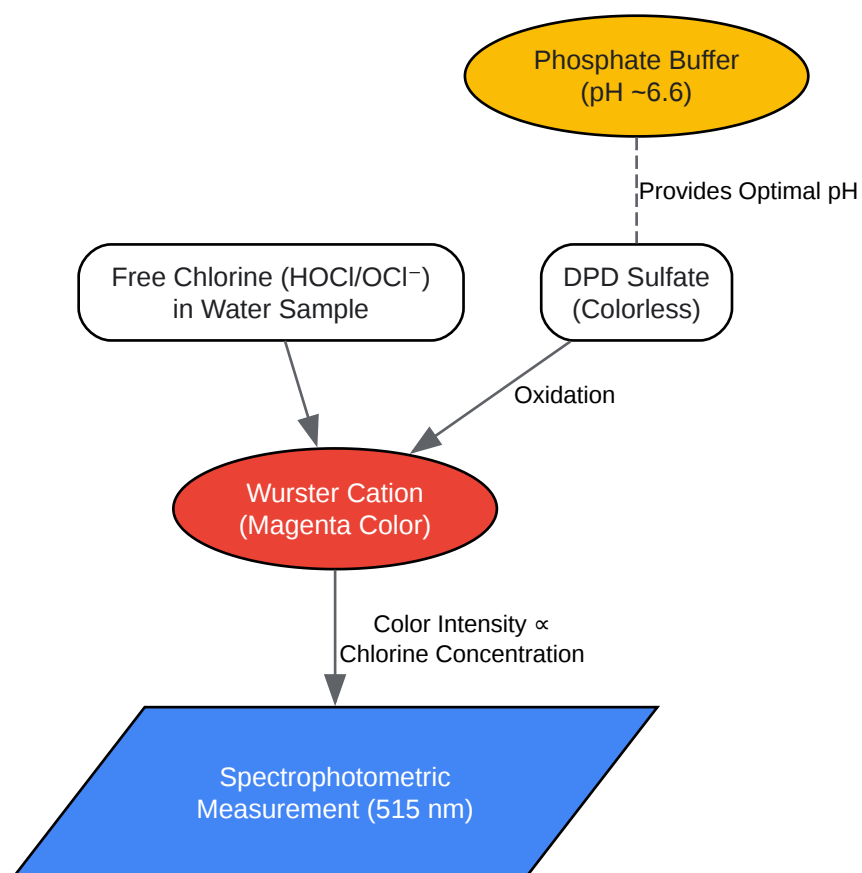 Phosphate Buffer
(pH ~6.6)
Provides Optimal pH
Free Chlorine (HOCl/OCl⁻)
in Water Sample
DPD Sulfate
(Colorless)
Oxidation
Wurster Cation
(Magenta Color)
Color Intensity ∝
Chlorine Concentration
Spectrophotometric
Measurement (515 nm)